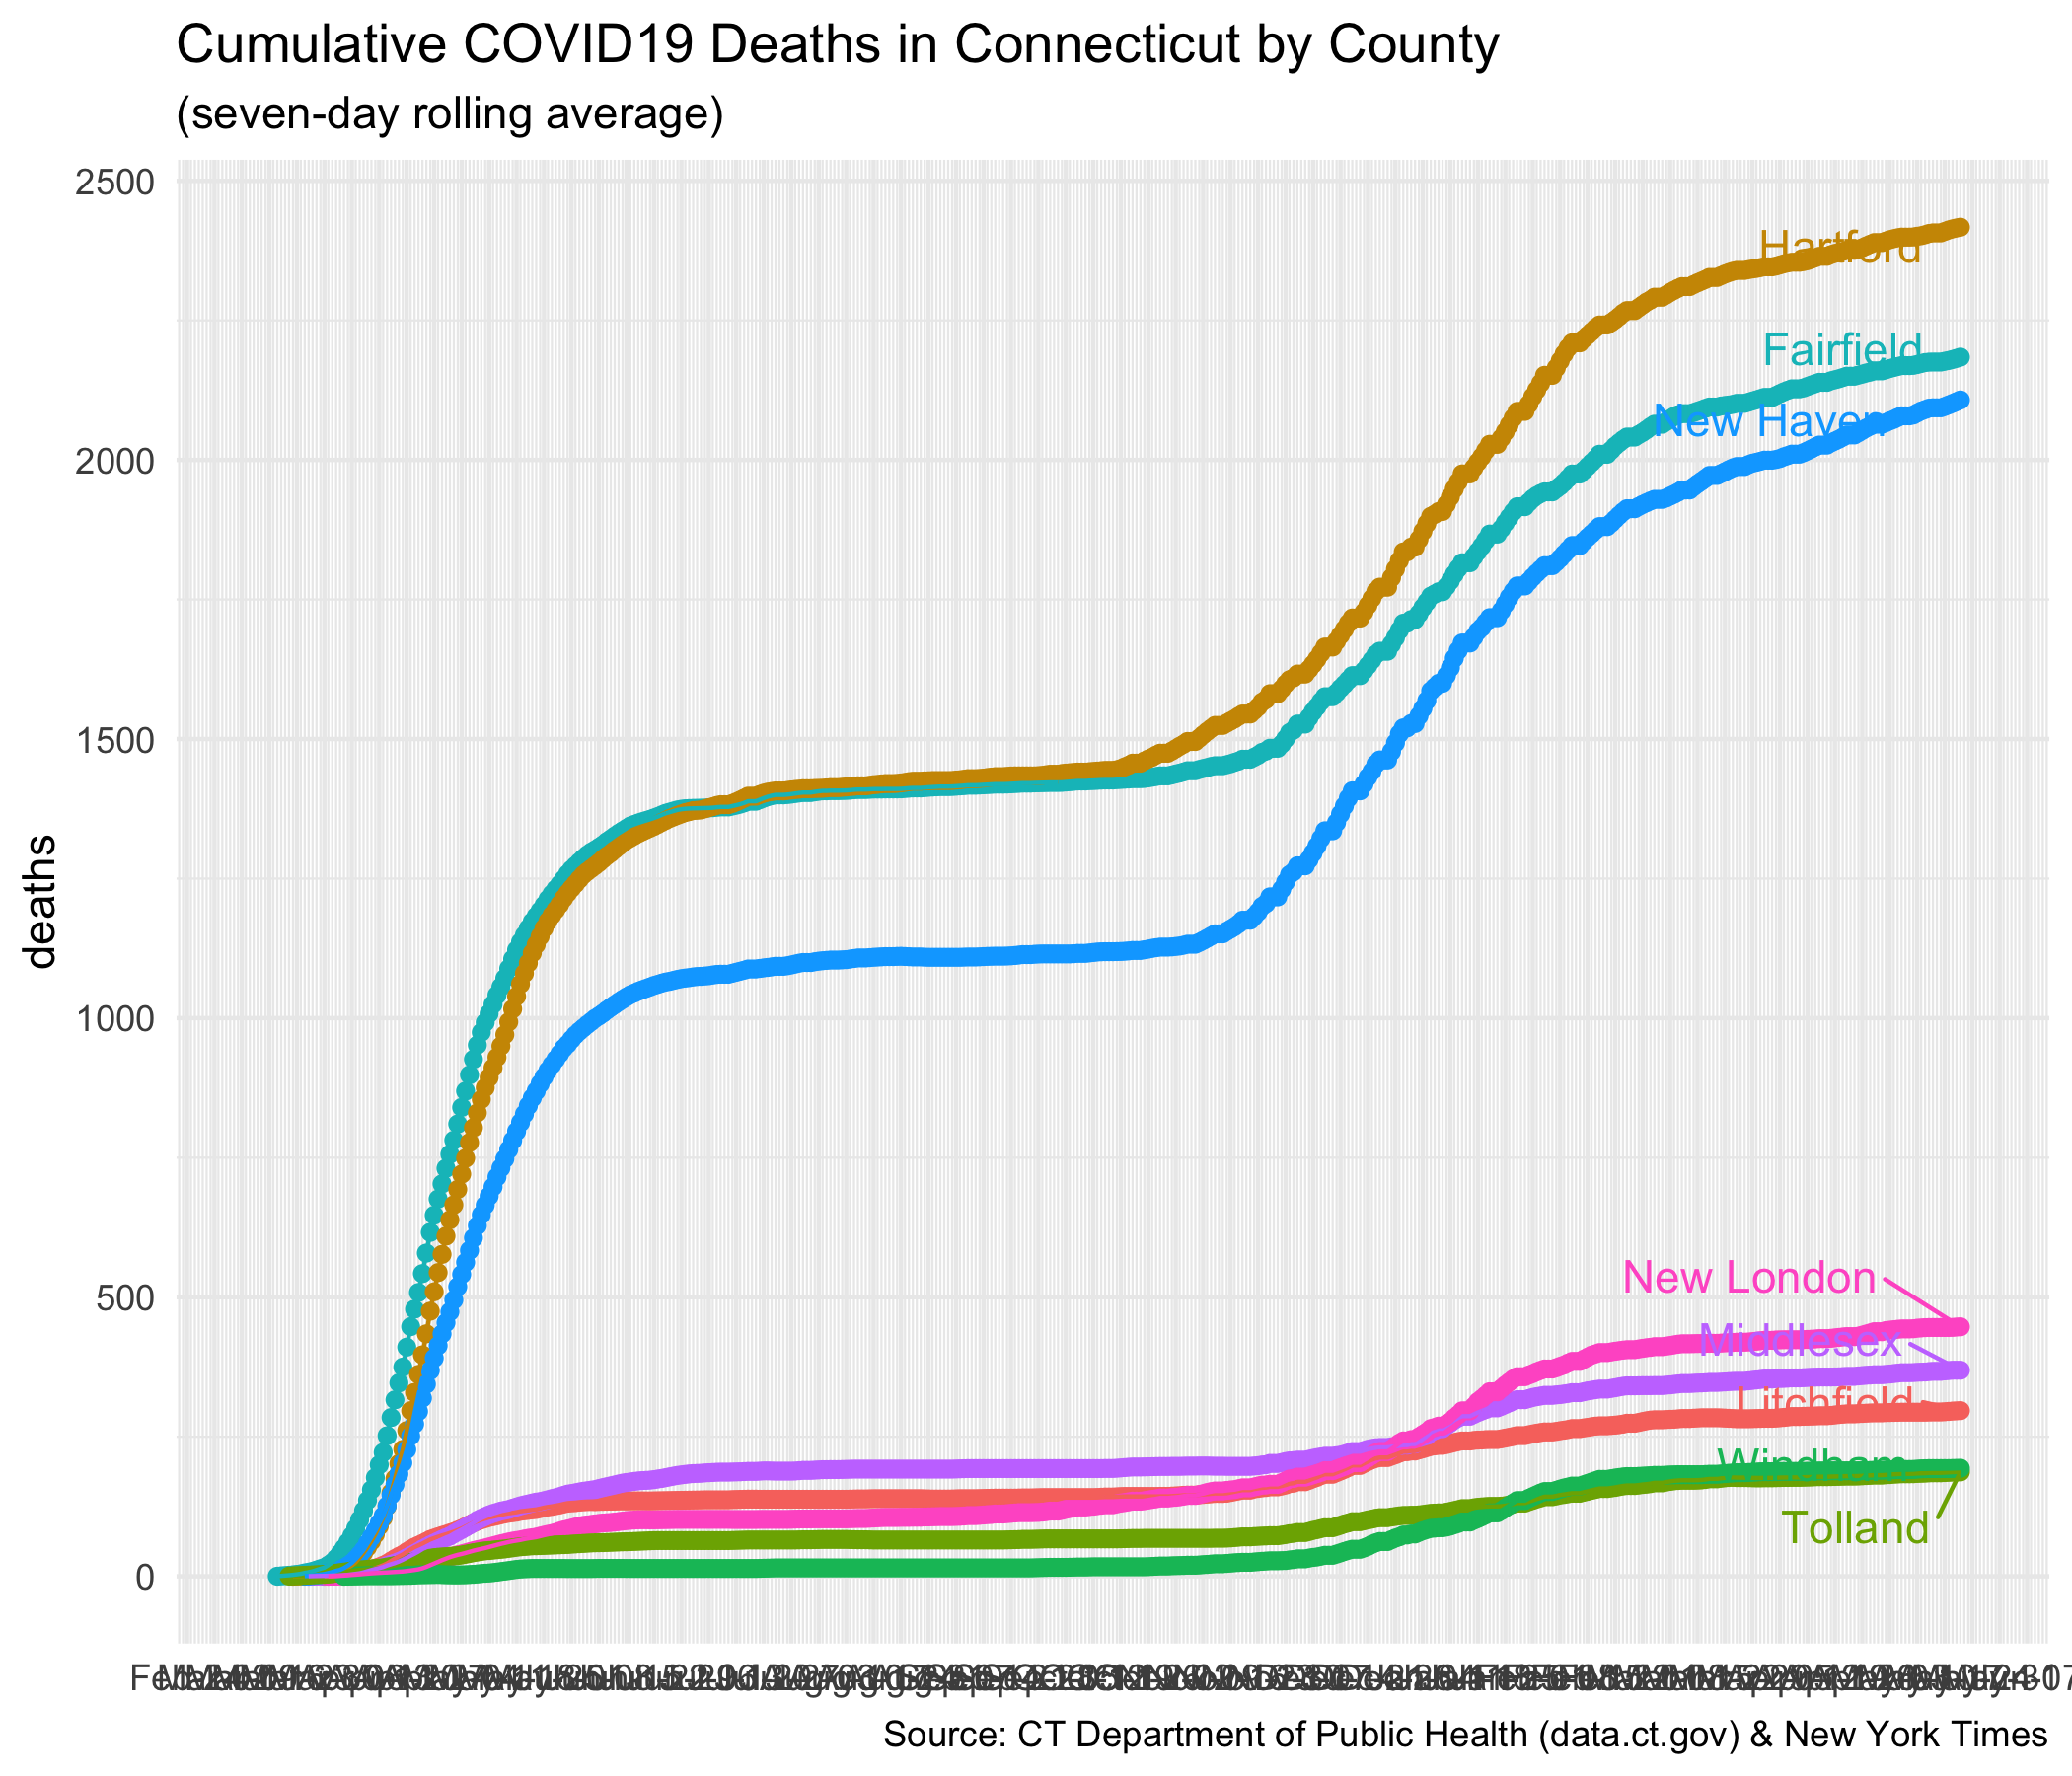 Cumulative COVID19 Deaths in Connecticut by County
(seven-day rolling average)
2500
Hartford
Fairfield
New Haven
2000
1500
deaths
1000
500
New London
Middlesex
Litchfield
Windham
Tolland
0
Source: CT Department of Public Health (data.ct.gov) & New York Times